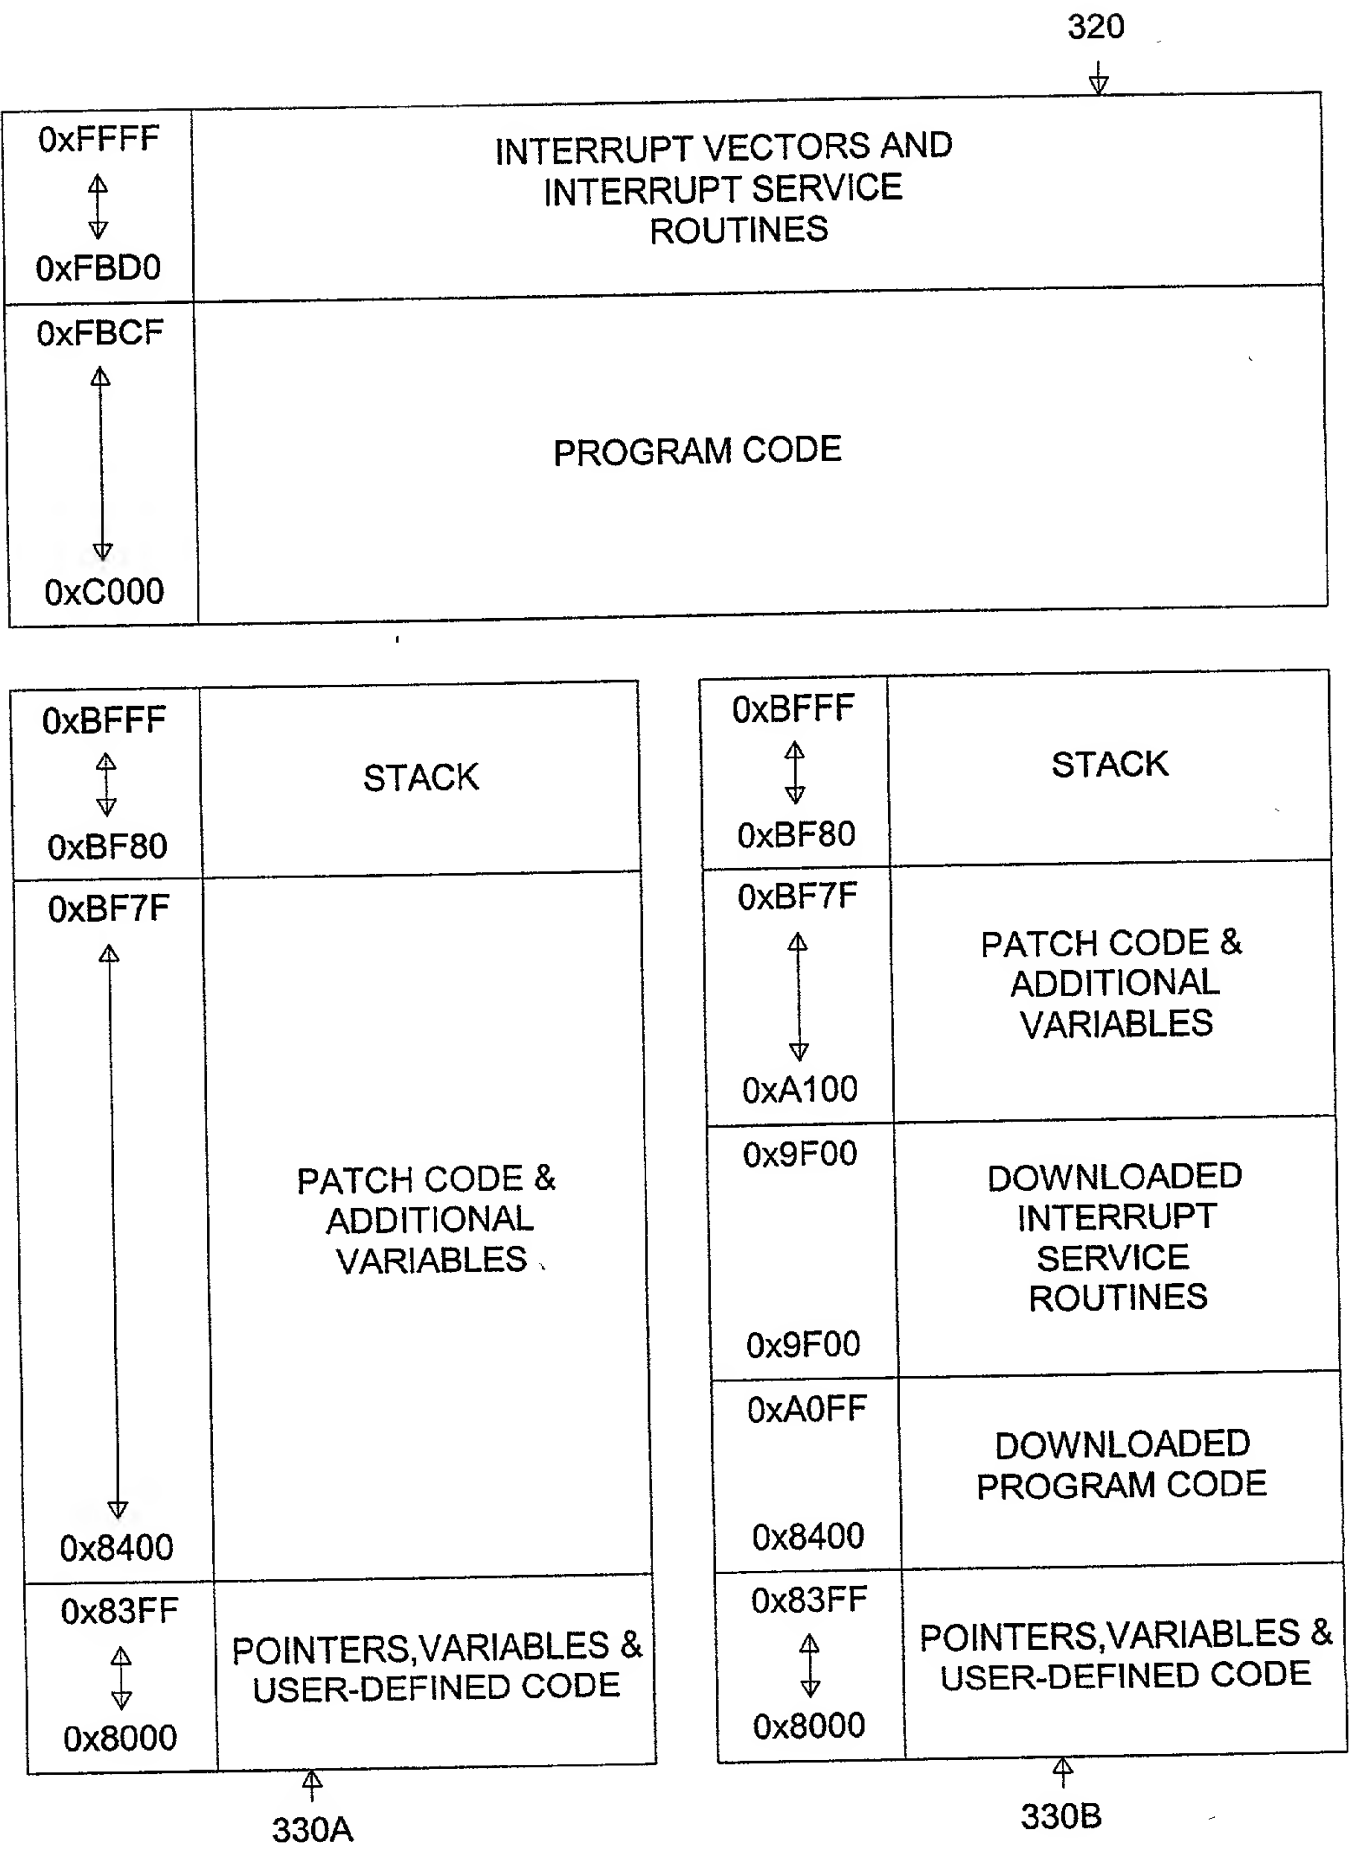 320
0xFFFF
INTERRUPT VECTORS AND
INTERRUPT SERVICE
ROUTINES
0xFBD0
0xFBCF
PROGRAM CODE
0xC000
0xBFFF
STACK
0xBF80
0xBF7F
PATCH CODE &
ADDITIONAL
VARIABLES
0x8400
0x83FF
POINTERS,VARIABLES &
USER-DEFINED CODE
0x8000
330A
0xBFFF
STACK
0xBF80
0xBF7F
PATCH CODE &
ADDITIONAL
VARIABLES
0xA100
0x9F00
DOWNLOADED
INTERRUPT
SERVICE
ROUTINES
0x9F00
0xA0FF
DOWNLOADED
PROGRAM CODE
0x8400
0x83FF
POINTERS,VARIABLES &
USER-DEFINED CODE
0x8000
330B